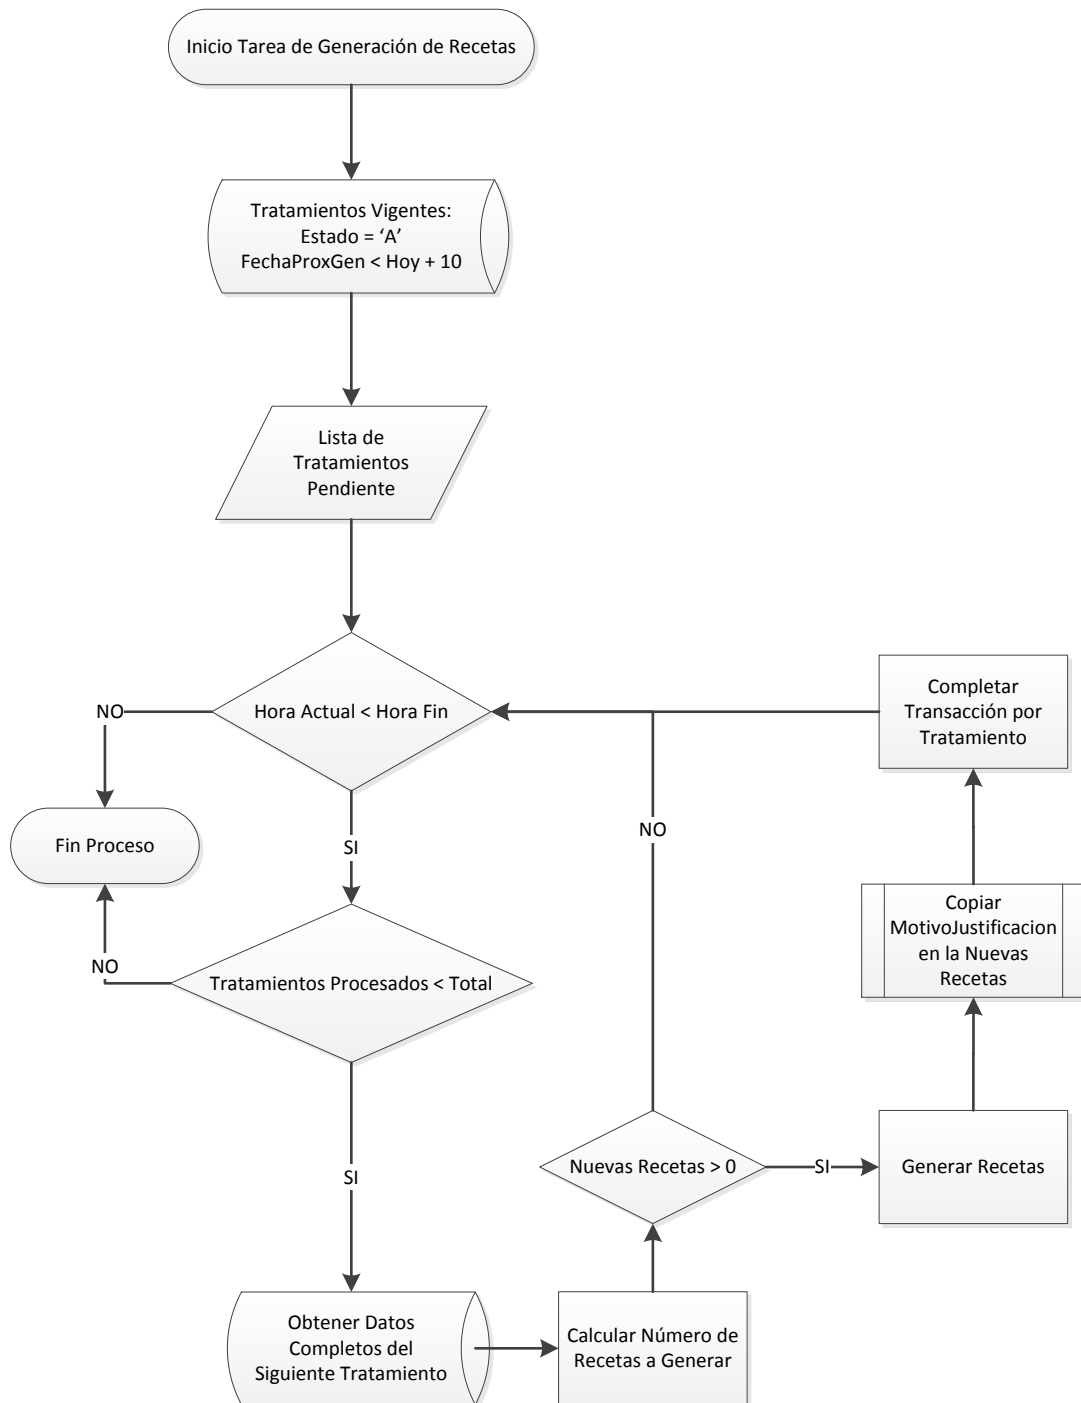 Inicio Tarea de Generación de Recetas
Tratamientos Vigentes:
Estado = ‘A’
FechaProxGen < Hoy + 10
Lista de
Tratamientos
Pendiente
Hora Actual < Hora Fin
NO
Fin Proceso
SI
NO
Tratamientos Procesados < Total
SI
Obtener Datos
Completos del
Siguiente Tratamiento
Calcular Número de
Recetas a Generar
Nuevas Recetas > 0
NO
SI
Generar Recetas
Copiar
MotivoJustificacion
en la Nuevas
Recetas
Completar
Transacción por
Tratamiento